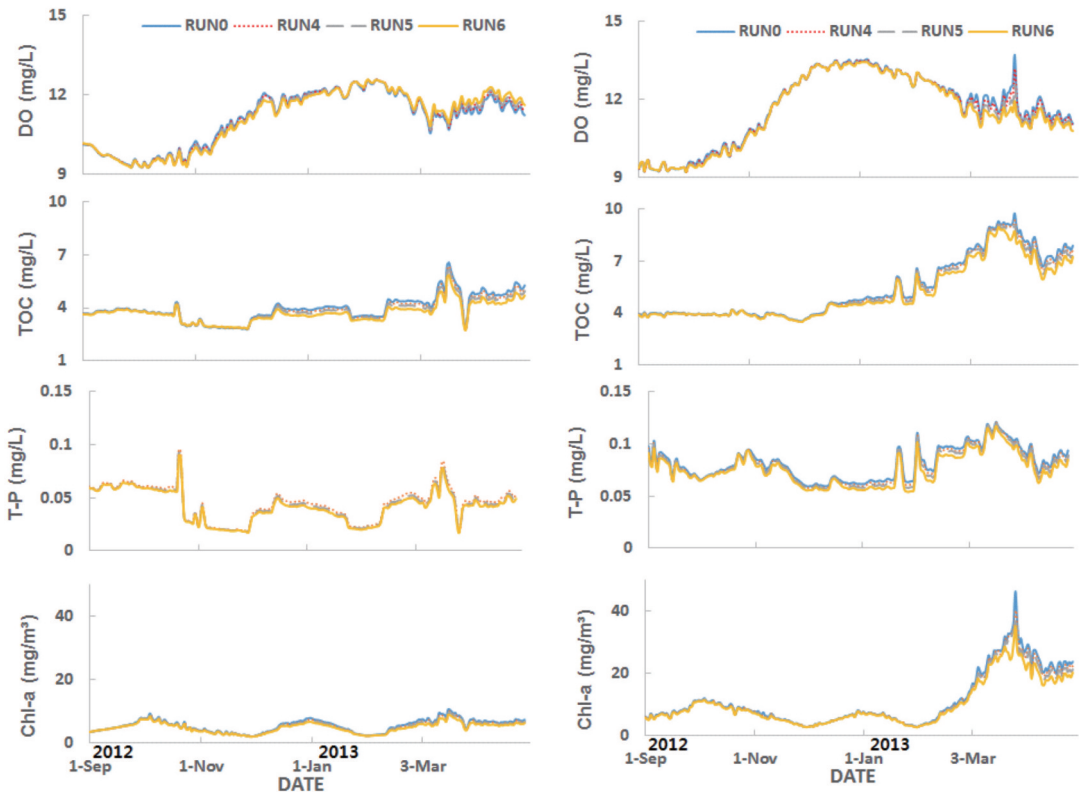 15
RUN0 RUN4 RUN5 RUN6
12
9
DO (mg/L)
10
7
4
1
TOC (mg/L)
0.15
0.1
0.05
0
T-P (mg/L)
40
20
0
Chl-a (mg/m³)
2012 2013
1-Sep 1-Nov 1-Jan 3-Mar
DATE
15
RUN0 RUN4 RUN5 RUN6
12
9
DO (mg/L)
10
7
4
1
TOC (mg/L)
0.15
0.1
0.05
0
T-P (mg/L)
40
20
0
Chl-a (mg/m³)
2012 2013
1-Sep 1-Nov 1-Jan 3-Mar
DATE